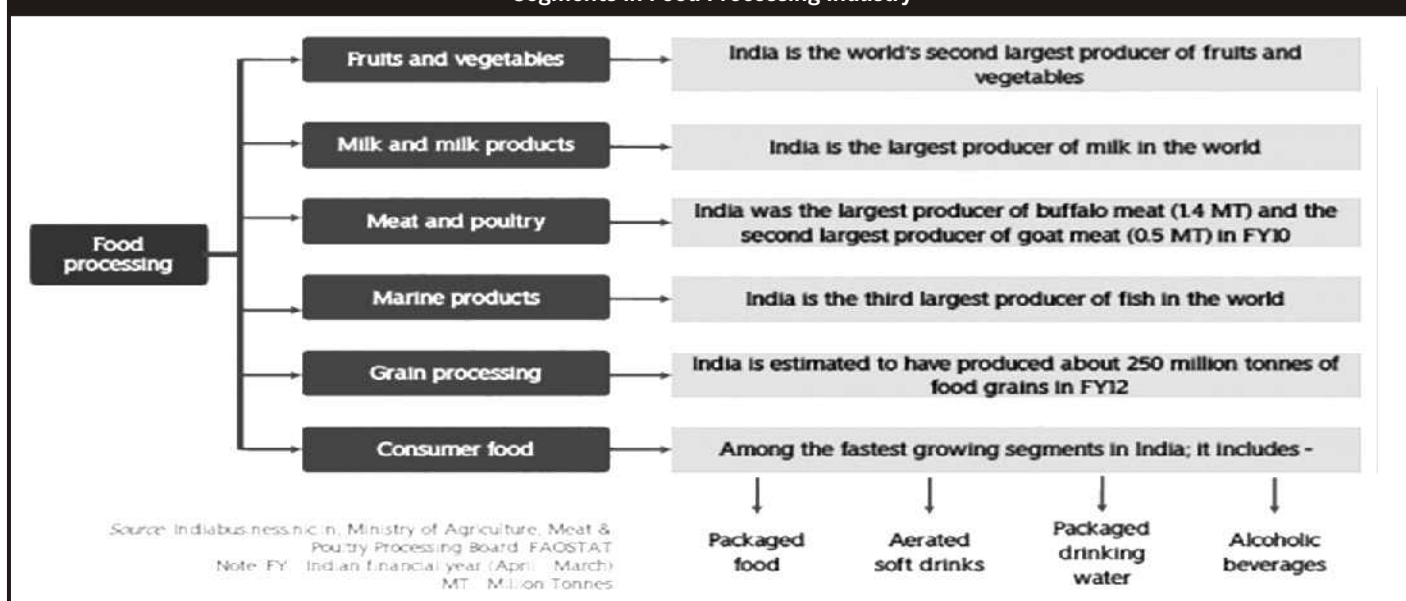 Segments in Food Processing Industry
Fruits and vegetables
India is the world's second largest producer of fruits and
vegetables
Milk and milk products
India is the largest producer of milk in the world
Meat and poultry
India was the largest producer of buffalo meat (1.4 MT) and the
second largest producer of goat meat (0.5 MT) in FY10
Food
processing
Marine products
India is the third largest producer of fish in the world
Grain processing
India is estimated to have produced about 250 million tonnes of
food grains in FY12
Consumer food
Among the fastest growing segments in India; it includes -
Packaged
food
Aerated
soft drinks
Packaged
drinking
water
Alcoholic
beverages
Source: Indiabusiness.nic.in, Ministry of Agriculture, Meat &
Poultry Processing Board, FAOSTAT
Note: FY - Indian financial year (April - March)
MT - Million Tonnes